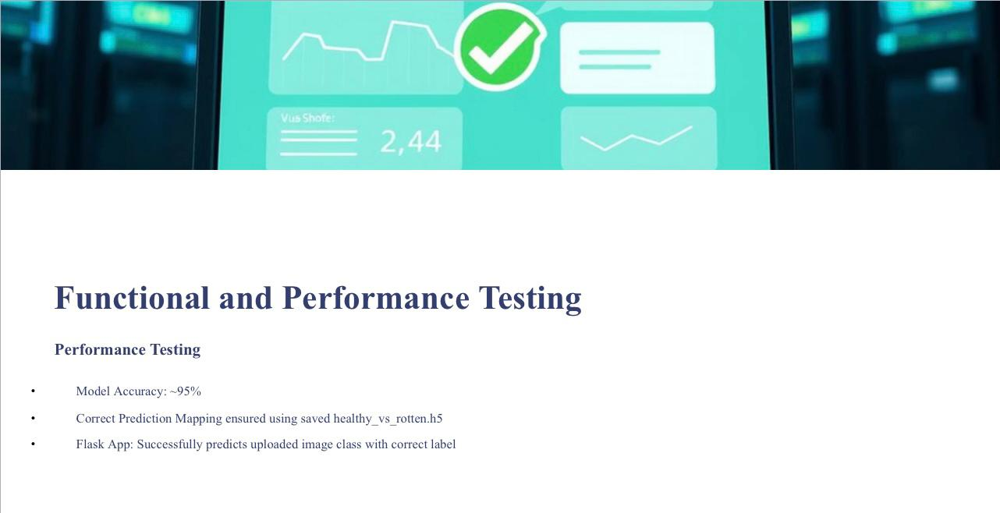 Vus Shofe:
2,44
Functional and Performance Testing
Performance Testing
• Model Accuracy: ~95%
• Correct Prediction Mapping ensured using saved healthy_vs_rotten.h5
• Flask App: Successfully predicts uploaded image class with correct label